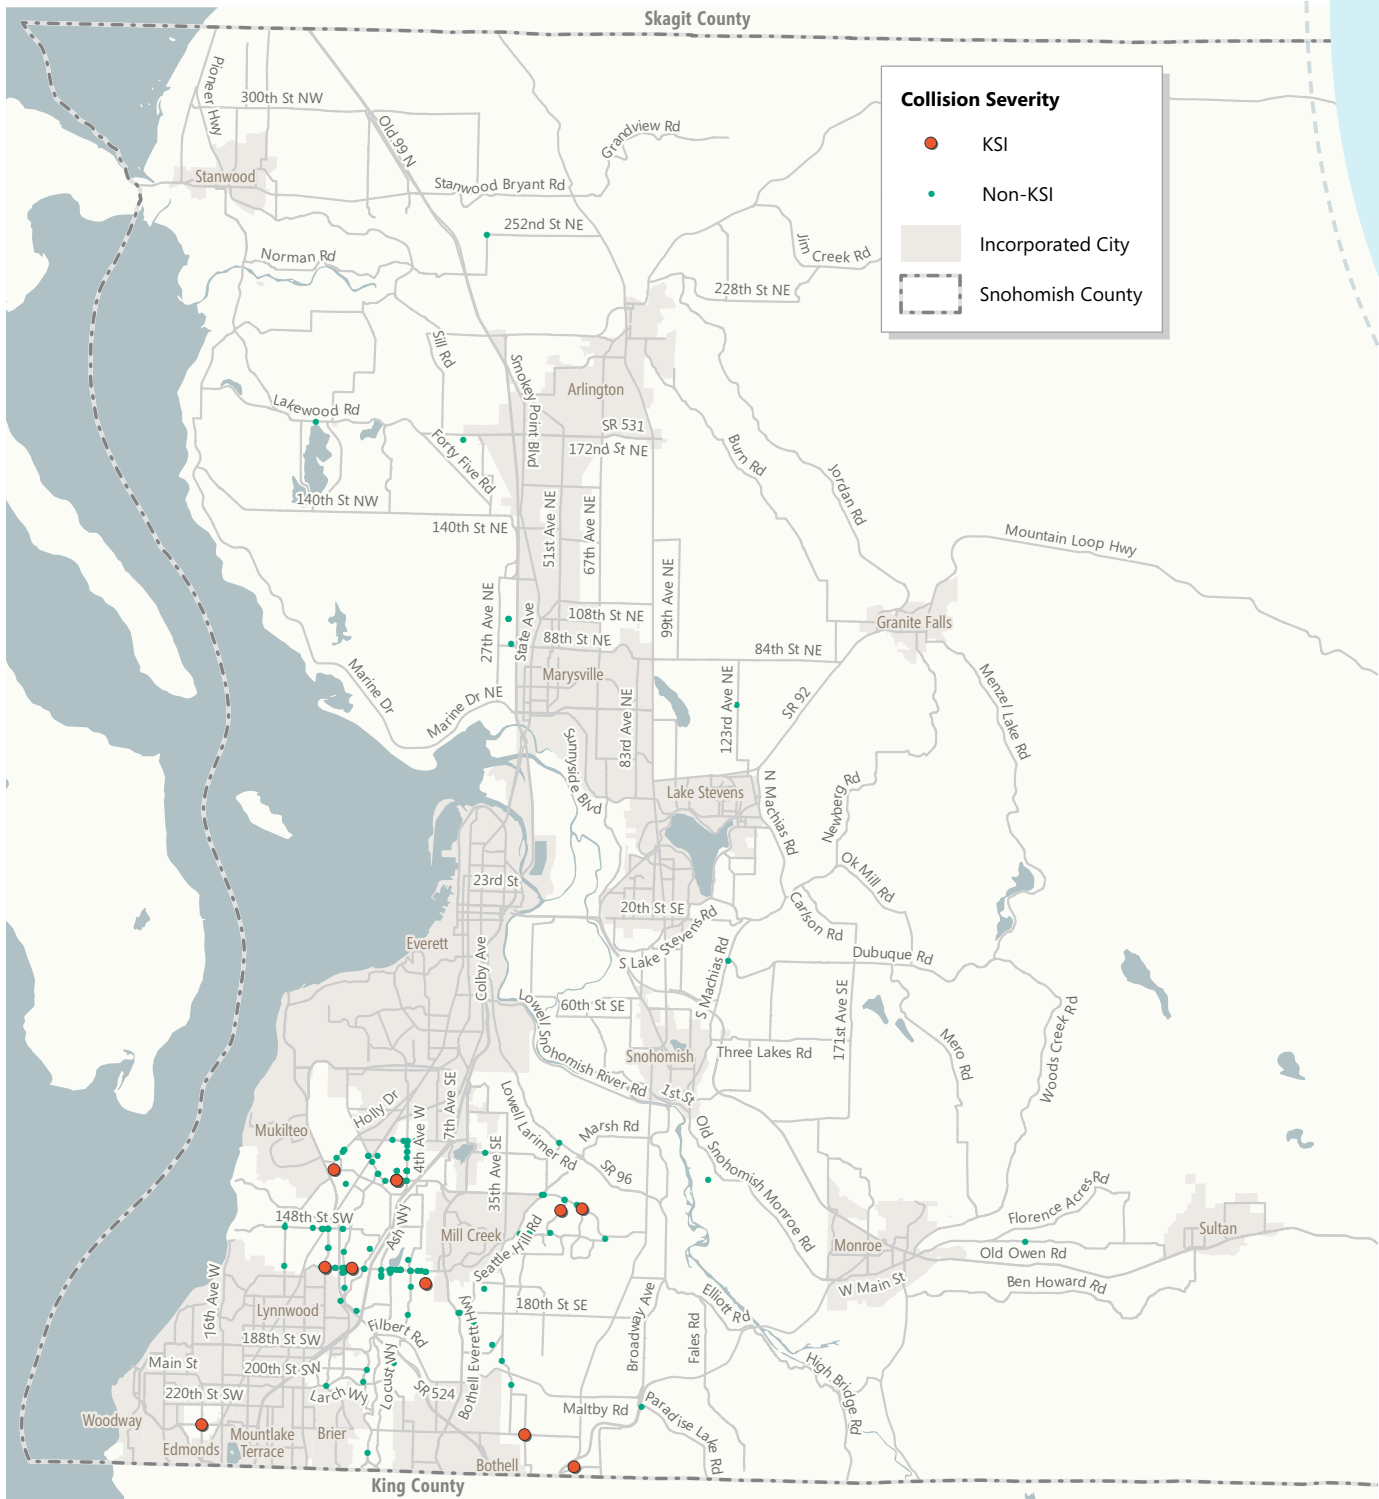 Skagit County
Collision Severity
KSI
Non-KSI
Incorporated City
Snohomish County
Pioneer Hwy
300th St NW
Old 99 N
Grandview Rd
Stanwood
Stanwood Bryant Rd
252nd St NE
Jim Creek Rd
Norman Rd
228th St NE
Sill Rd
Smokey Point Blvd
Arlington
Lakewood Rd
SR 531
Forty Five Rd
172nd St NE
Burn Rd
Jordan Rd
140th St NW
140th St NE
51st Ave NE
67th Ave NE
Mountain Loop Hwy
99th Ave NE
27th Ave NE
State Ave
108th St NE
Granite Falls
88th St NE
84th St NE
Marysville
Marine Dr
Marine Dr NE
83rd Ave NE
123rd Ave NE
SR 92
Menzel Lake Rd
Sunnyside Blvd
Lake Stevens
N Machias Rd
Newberg Rd
23rd St
Ok Mill Rd
20th St SE
Carlson Rd
Everett
Colby Ave
S Lake Stevens Rd
S Machias Rd
Dubuque Rd
60th St SE
171st Ave SE
Lowell Snohomish River Rd
Snohomish
Three Lakes Rd
Mero Rd
Woods Creek Rd
1st St
Holly Dr
7th Ave SE
Lowell Larimer Rd
Mukilteo
4th Ave W
35th Ave SE
Marsh Rd
SR 96
Old Snohomish Monroe Rd
Florence Acres Rd
148th St SW
Ash Wy
Mill Creek
Seattle Hill Rd
Monroe
Sultan
Old Owen Rd
Ben Howard Rd
W Main St
76th Ave W
Lynnwood
180th St SE
Elliott Rd
188th St SW
Filbert Rd
Bothell Everett Hwy
Broadway Ave
Fales Rd
Main St
200th St SW
Locust Wy
High Bridge Rd
220th St SW
Larch Wy
SR 524
Maltby Rd
Paradise Lake Rd
Woodway
Edmonds
Mountlake
Terrace
Brier
Bothell
King County